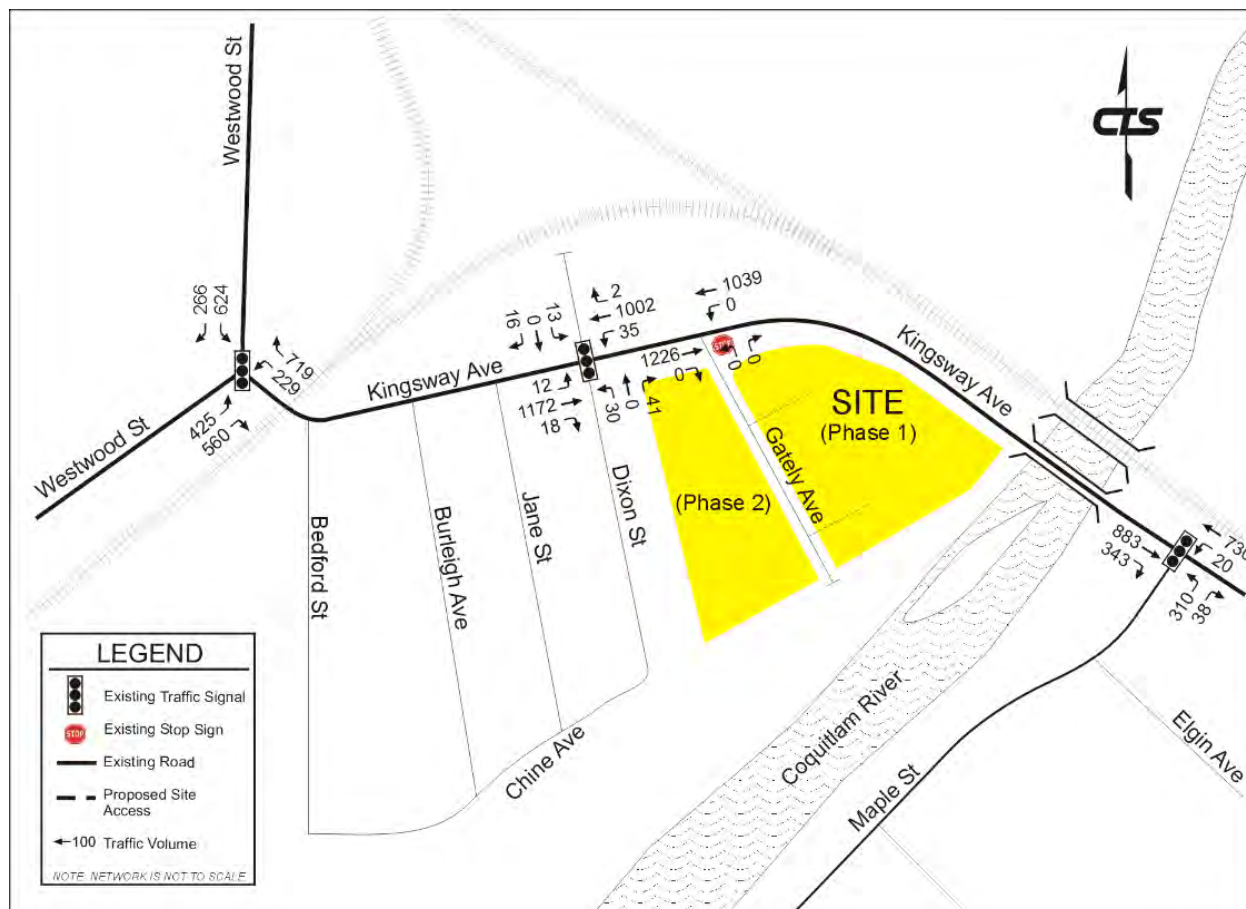 Westwood St
Westwood St
CTS
266
624
719
229
425
560
Kingsway Ave
16
0
13
2
1002
35
12
1172
18
30
0
41
1039
0
1226
0
STOP
0
0
Kingsway Ave
SITE
(Phase 1)
(Phase 2)
Gately Ave
Dixon St
Jane St
Burleigh Ave
Bedford St
Chine Ave
Coquitlam River
Maple St
Elgin Ave
883
343
20
310
38
LEGEND
Existing Traffic Signal
STOP
Existing Stop Sign
Existing Road
Proposed Site
Access
100 Traffic Volume
NOTE: NETWORK IS NOT TO SCALE